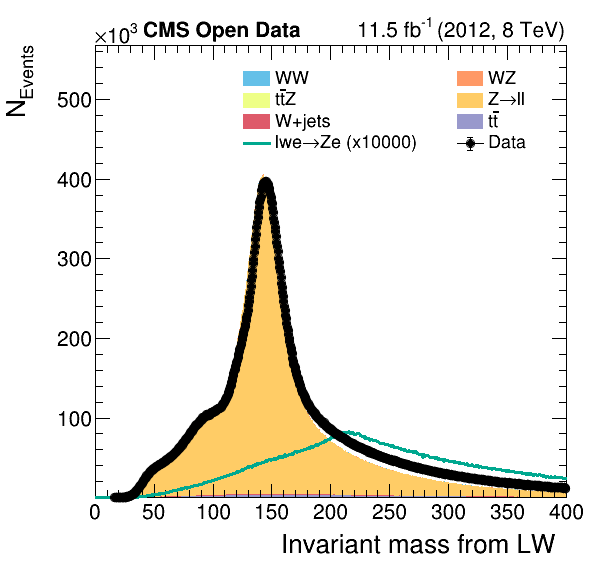 ×10³ CMS Open Data 11.5 fb⁻¹ (2012, 8 TeV)
N_Events
WW WZ
tt̄Z Z→ll
W+jets tt̄
lwe→Ze (x10000) Data
500
400
300
200
100
0 50 100 150 200 250 300 350 400
Invariant mass from LW